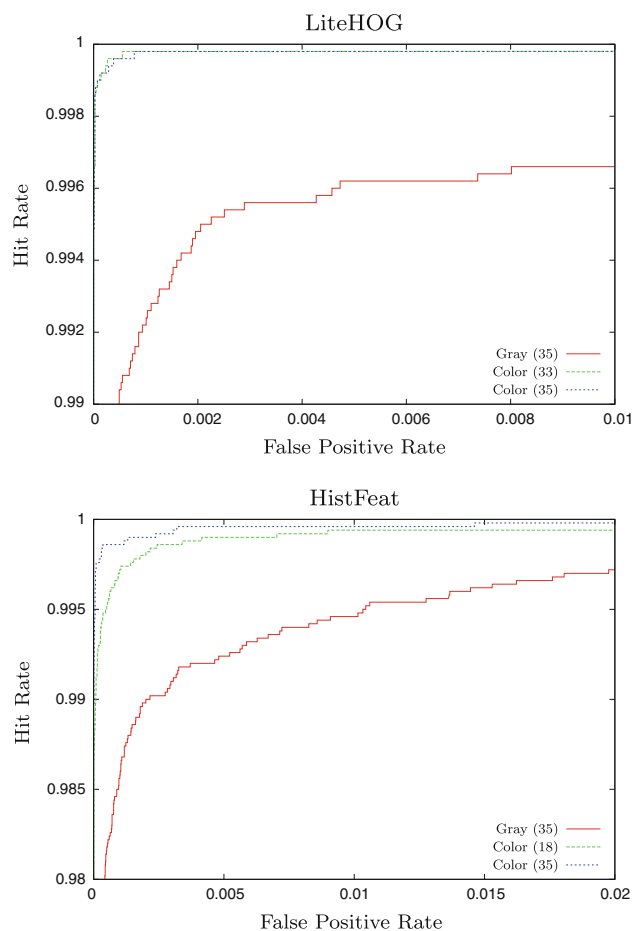 LiteHOG
1
0.998
0.996
0.994
0.992
0.99
Hit Rate
Gray (35)
Color (33)
Color (35)
0 0.002 0.004 0.006 0.008 0.01
False Positive Rate
HistFeat
1
0.995
0.99
0.985
0.98
Hit Rate
Gray (35)
Color (18)
Color (35)
0 0.005 0.01 0.015 0.02
False Positive Rate